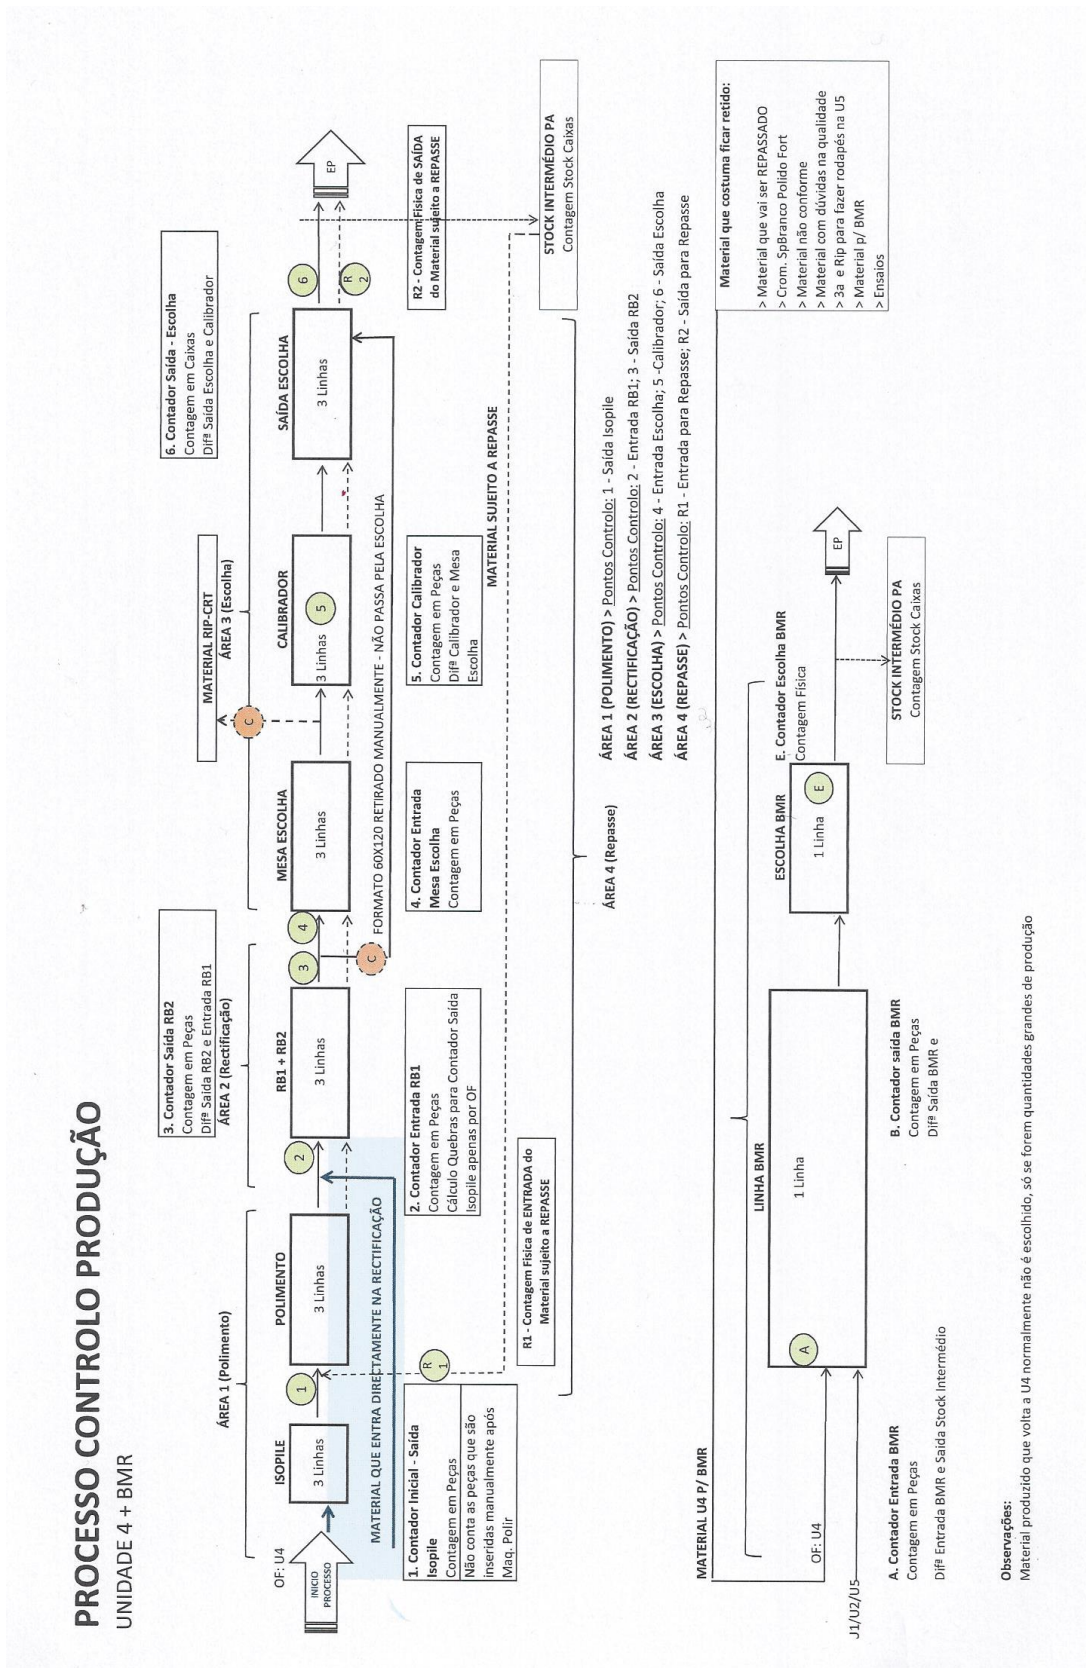 PROCESSO CONTROLO PRODUÇÃO
UNIDADE 4 + BMR
3. Contador Saída RB2
Contagem em Peças
Difª Saída RB2 e Entrada RB1
ÁREA 2 (Rectificação)
MATERIAL RIP-CRT
ÁREA 3 (Escolha)
6. Contador Saída - Escolha
Contagem em Caixas
Difª Saída Escolha e Calibrador
ÁREA 1 (Polimento)
OF: U4
INICIO
PROCESSO
ISOPILE
3 Linhas
1
POLIMENTO
3 Linhas
2
RB1 + RB2
3 Linhas
3
4
C
MESA ESCOLHA
3 Linhas
C
CALIBRADOR
3 Linhas
5
SAÍDA ESCOLHA
3 Linhas
6
R
2
EP
MATERIAL QUE ENTRA DIRECTAMENTE NA RECTIFICAÇÃO
FORMATO 60X120 RETIRADO MANUALMENTE - NÃO PASSA PELA ESCOLHA
1. Contador Inicial - Saída
Isopile
Contagem em Peças
Não conta as peças que são
inseridas manualmente após
Maq. Polir
R
1
2. Contador Entrada RB1
Contagem em Peças
Cálculo Quebras para Contador Saída
Isopile apenas por OF
4. Contador Entrada
Mesa Escolha
Contagem em Peças
5. Contador Calibrador
Contagem em Peças
Difª Calibrador e Mesa
Escolha
R2 - Contagem Física de SAÍDA
do Material sujeito a REPASSE
MATERIAL SUJEITO A REPASSE
R1 - Contagem Física de ENTRADA do
Material sujeito a REPASSE
STOCK INTERMÉDIO PA
Contagem Stock Caixas
ÁREA 4 (Repasse)
ÁREA 1 (POLIMENTO) > Pontos Controlo: 1 - Saída Isopile
ÁREA 2 (RECTIFICAÇÃO) > Pontos Controlo: 2 - Entrada RB1; 3 - Saída RB2
ÁREA 3 (ESCOLHA) > Pontos Controlo: 4 - Entrada Escolha; 5 -Calibrador; 6 - Saída Escolha
ÁREA 4 (REPASSE) > Pontos Controlo: R1 - Entrada para Repasse; R2 - Saída para Repasse
MATERIAL U4 P/ BMR
Material que costuma ficar retido:
> Material que vai ser REPASSADO
> Crom. SpBranco Polido Fort
> Material não conforme
> Material com dúvidas na qualidade
> 3a e Rip para fazer rodapés na U5
> Material p/ BMR
> Ensaios
LINHA BMR
1 Linha
A
OF: U4
J1/U2/U5
ESCOLHA BMR
1 Linha
E
E. Contador Escolha BMR
Contagem Física
EP
STOCK INTERMÉDIO PA
Contagem Stock Caixas
A. Contador Entrada BMR
Contagem em Peças
Difª Entrada BMR e Saída Stock Intermédio
B. Contador saída BMR
Contagem em Peças
Difª Saída BMR e
Observações:
Material produzido que volta a U4 normalmente não é escolhido, só se forem quantidades grandes de produção